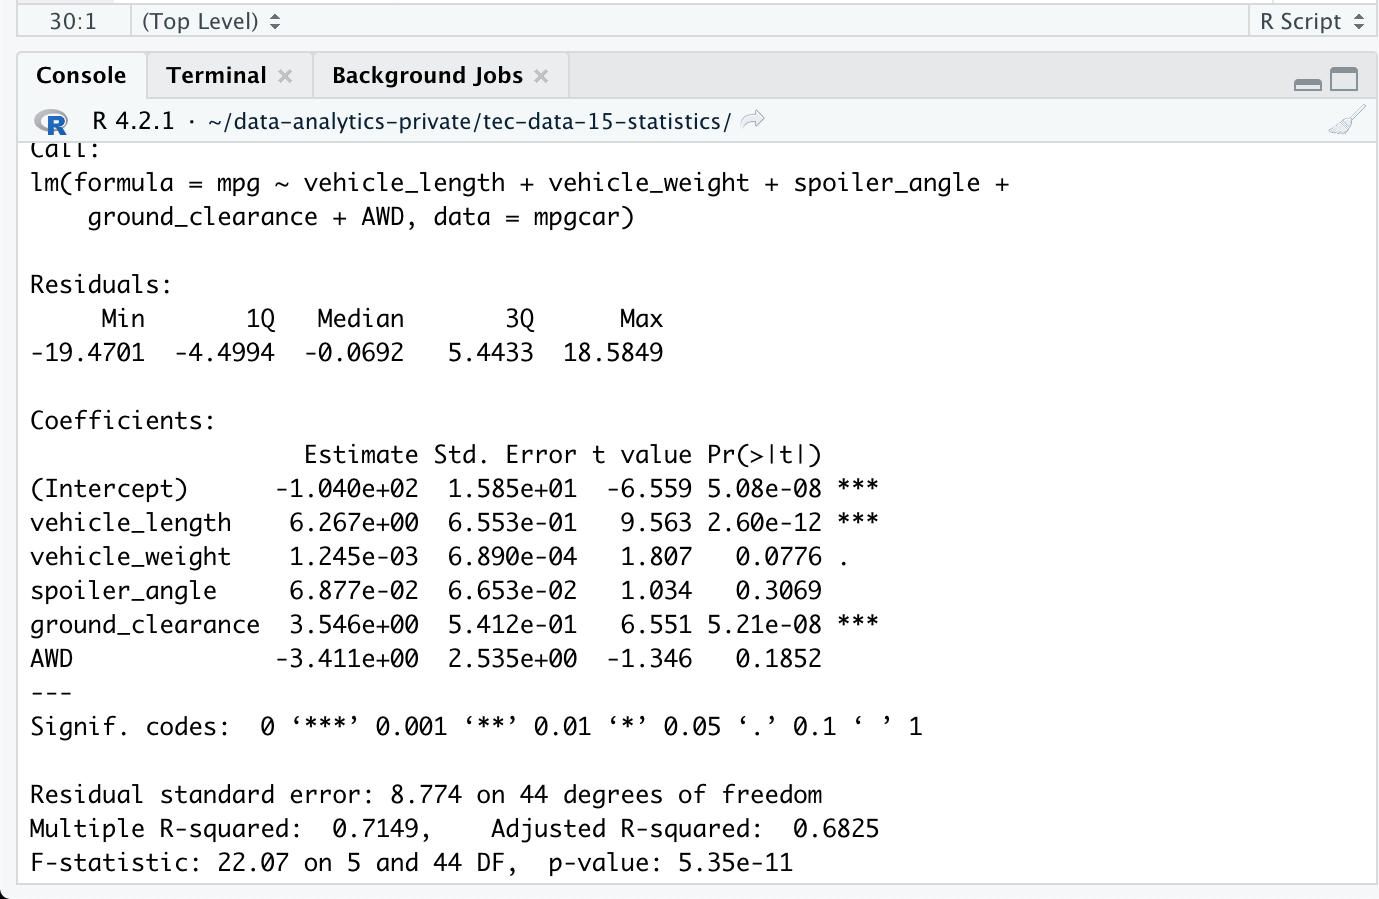 30:1 (Top Level) R Script
Console Terminal Background Jobs
R R 4.2.1 · ~/data-analytics-private/tec-data-15-statistics/
Call:
lm(formula = mpg ~ vehicle_length + vehicle_weight + spoiler_angle +
    ground_clearance + AWD, data = mpgcar)
Residuals:
     Min       1Q   Median       3Q      Max
-19.4701  -4.4994  -0.0692   5.4433  18.5849
Coefficients:
                   Estimate Std. Error t value Pr(>|t|)
(Intercept)      -1.040e+02  1.585e+01  -6.559 5.08e-08 ***
vehicle_length    6.267e+00  6.553e-01   9.563 2.60e-12 ***
vehicle_weight    1.245e-03  6.890e-04   1.807   0.0776 .
spoiler_angle     6.877e-02  6.653e-02   1.034   0.3069
ground_clearance  3.546e+00  5.412e-01   6.551 5.21e-08 ***
AWD              -3.411e+00  2.535e+00  -1.346   0.1852
---
Signif. codes:  0 ‘***’ 0.001 ‘**’ 0.01 ‘*’ 0.05 ‘.’ 0.1 ‘ ’ 1
Residual standard error: 8.774 on 44 degrees of freedom
Multiple R-squared:  0.7149,    Adjusted R-squared:  0.6825
F-statistic: 22.07 on 5 and 44 DF,  p-value: 5.35e-11